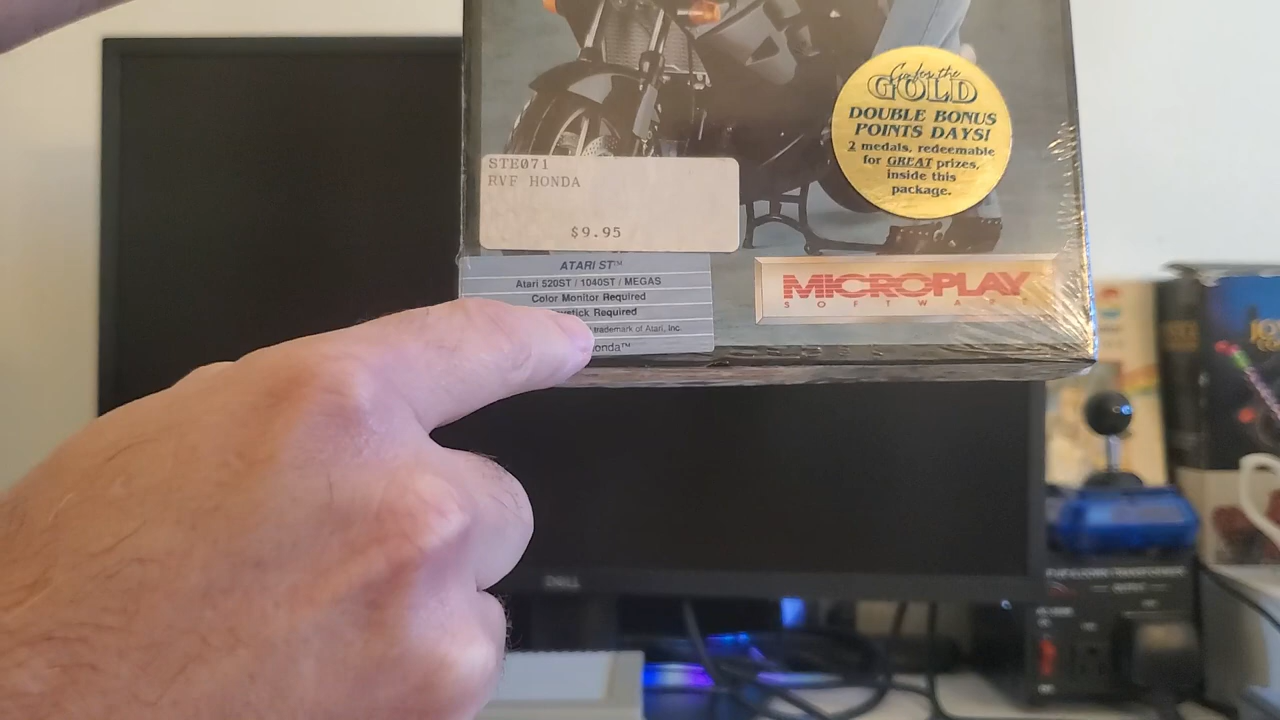 Go for the
GOLD
DOUBLE BONUS
POINTS DAYS!
2 medals, redeemable
for GREAT prizes,
inside this
package.
STE071
RVF HONDA
$9.95
ATARI ST™
Atari 520ST / 1040ST / MEGAS
Color Monitor Required
stick Required
trademark of Atari, Inc.
onda™
MICROPLAY
SOFTWA
DELL